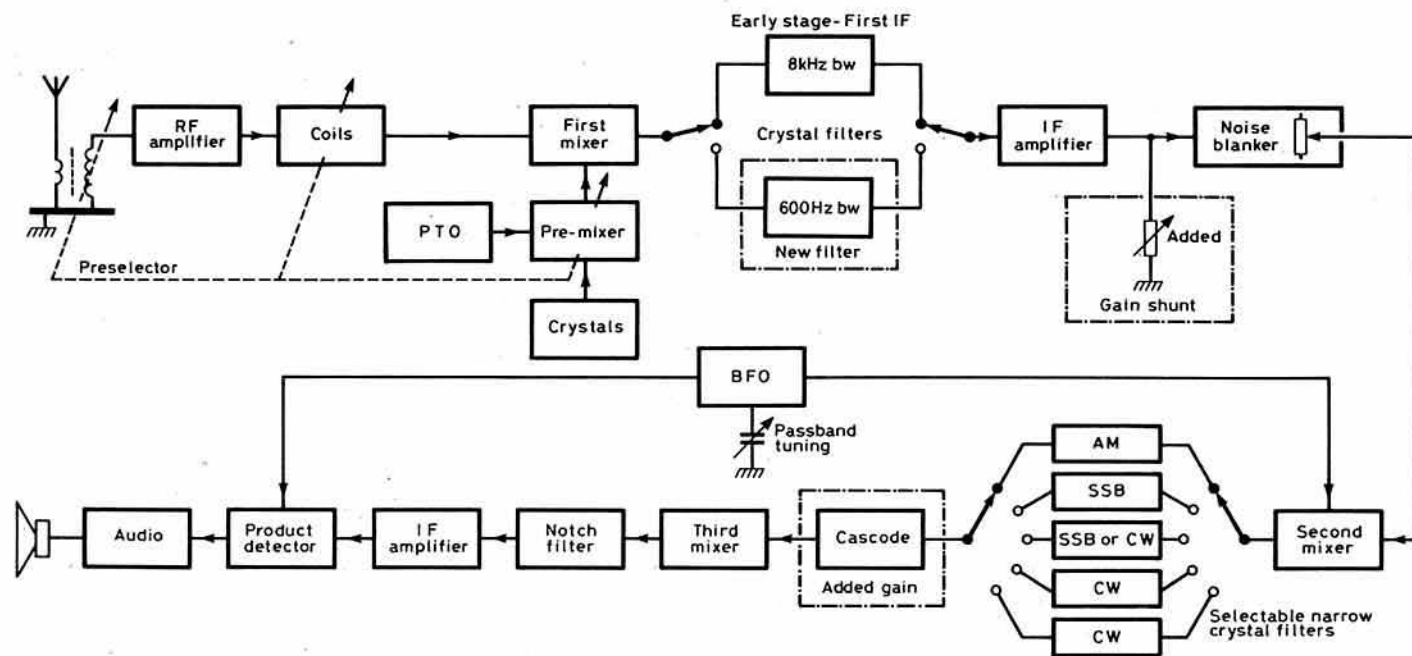 Early stage- First IF
8kHz bw
RF
amplifier
Coils
First
mixer
Crystal filters
IF
amplifier
Noise
blanker
600Hz bw
New filter
PTO
Pre-mixer
Added
Gain shunt
Preselector
Crystals
BFO
Passband
tuning
AM
SSB
SSB or CW
CW
CW
Selectable narrow
crystal filters
Second
mixer
Cascode
Added gain
Third
mixer
Notch
filter
IF
amplifier
Product
detector
Audio